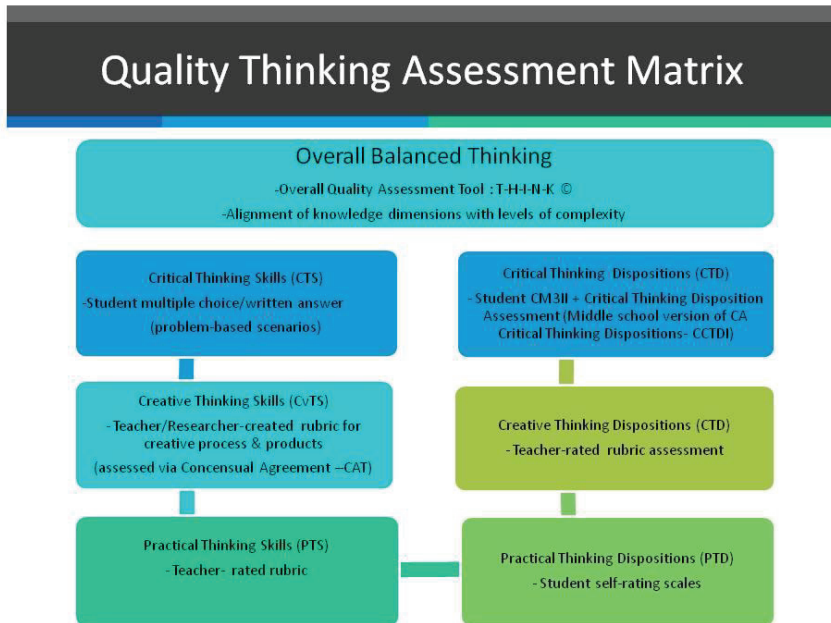 Quality Thinking Assessment Matrix
Overall Balanced Thinking
-Overall Quality Assessment Tool : T-H-I-N-K ©
-Alignment of knowledge dimensions with levels of complexity
Critical Thinking Skills (CTS)
-Student multiple choice/written answer
(problem-based scenarios)
Critical Thinking Dispositions (CTD)
- Student CM3II + Critical Thinking Disposition
Assessment (Middle school version of CA
Critical Thinking Dispositions- CCTDI)
Creative Thinking Skills (CvTS)
- Teacher/Researcher-created rubric for
creative process & products
(assessed via Concensual Agreement –CAT)
Creative Thinking Dispositions (CTD)
- Teacher-rated rubric assessment
Practical Thinking Skills (PTS)
- Teacher- rated rubric
Practical Thinking Dispositions (PTD)
- Student self-rating scales